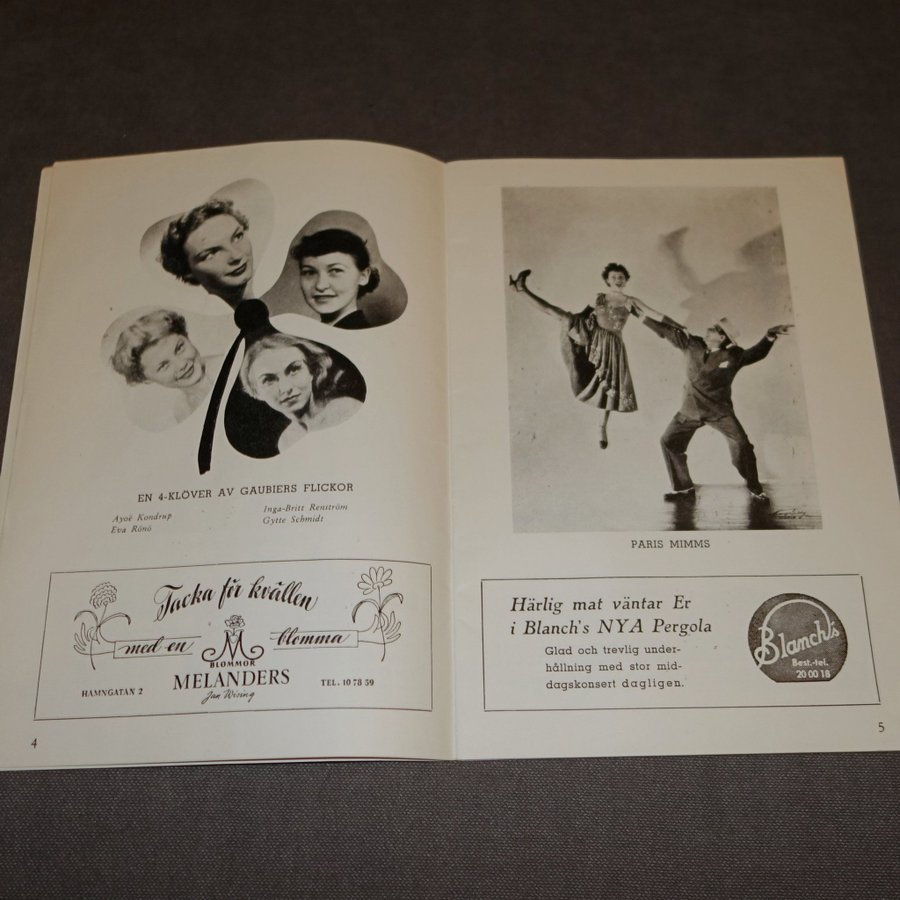 EN 4-KLÖVER AV GAUBIERS FLICKOR
Ayoë Kondrup
Eva Rönö
Inga-Britt Renström
Gytte Schmidt
Tacka för kvällen
med en blomma
M
BLOMMOR
MELANDERS
Jan Wising
HAMNGATAN 2
TEL. 10 78 59
4
PARIS MIMMS
Härlig mat väntar Er
i Blanch's NYA Pergola
Glad och trevlig under-
hållning med stor mid-
dagskonsert dagligen.
Blanch's
Best.-tel.
20 00 18
5